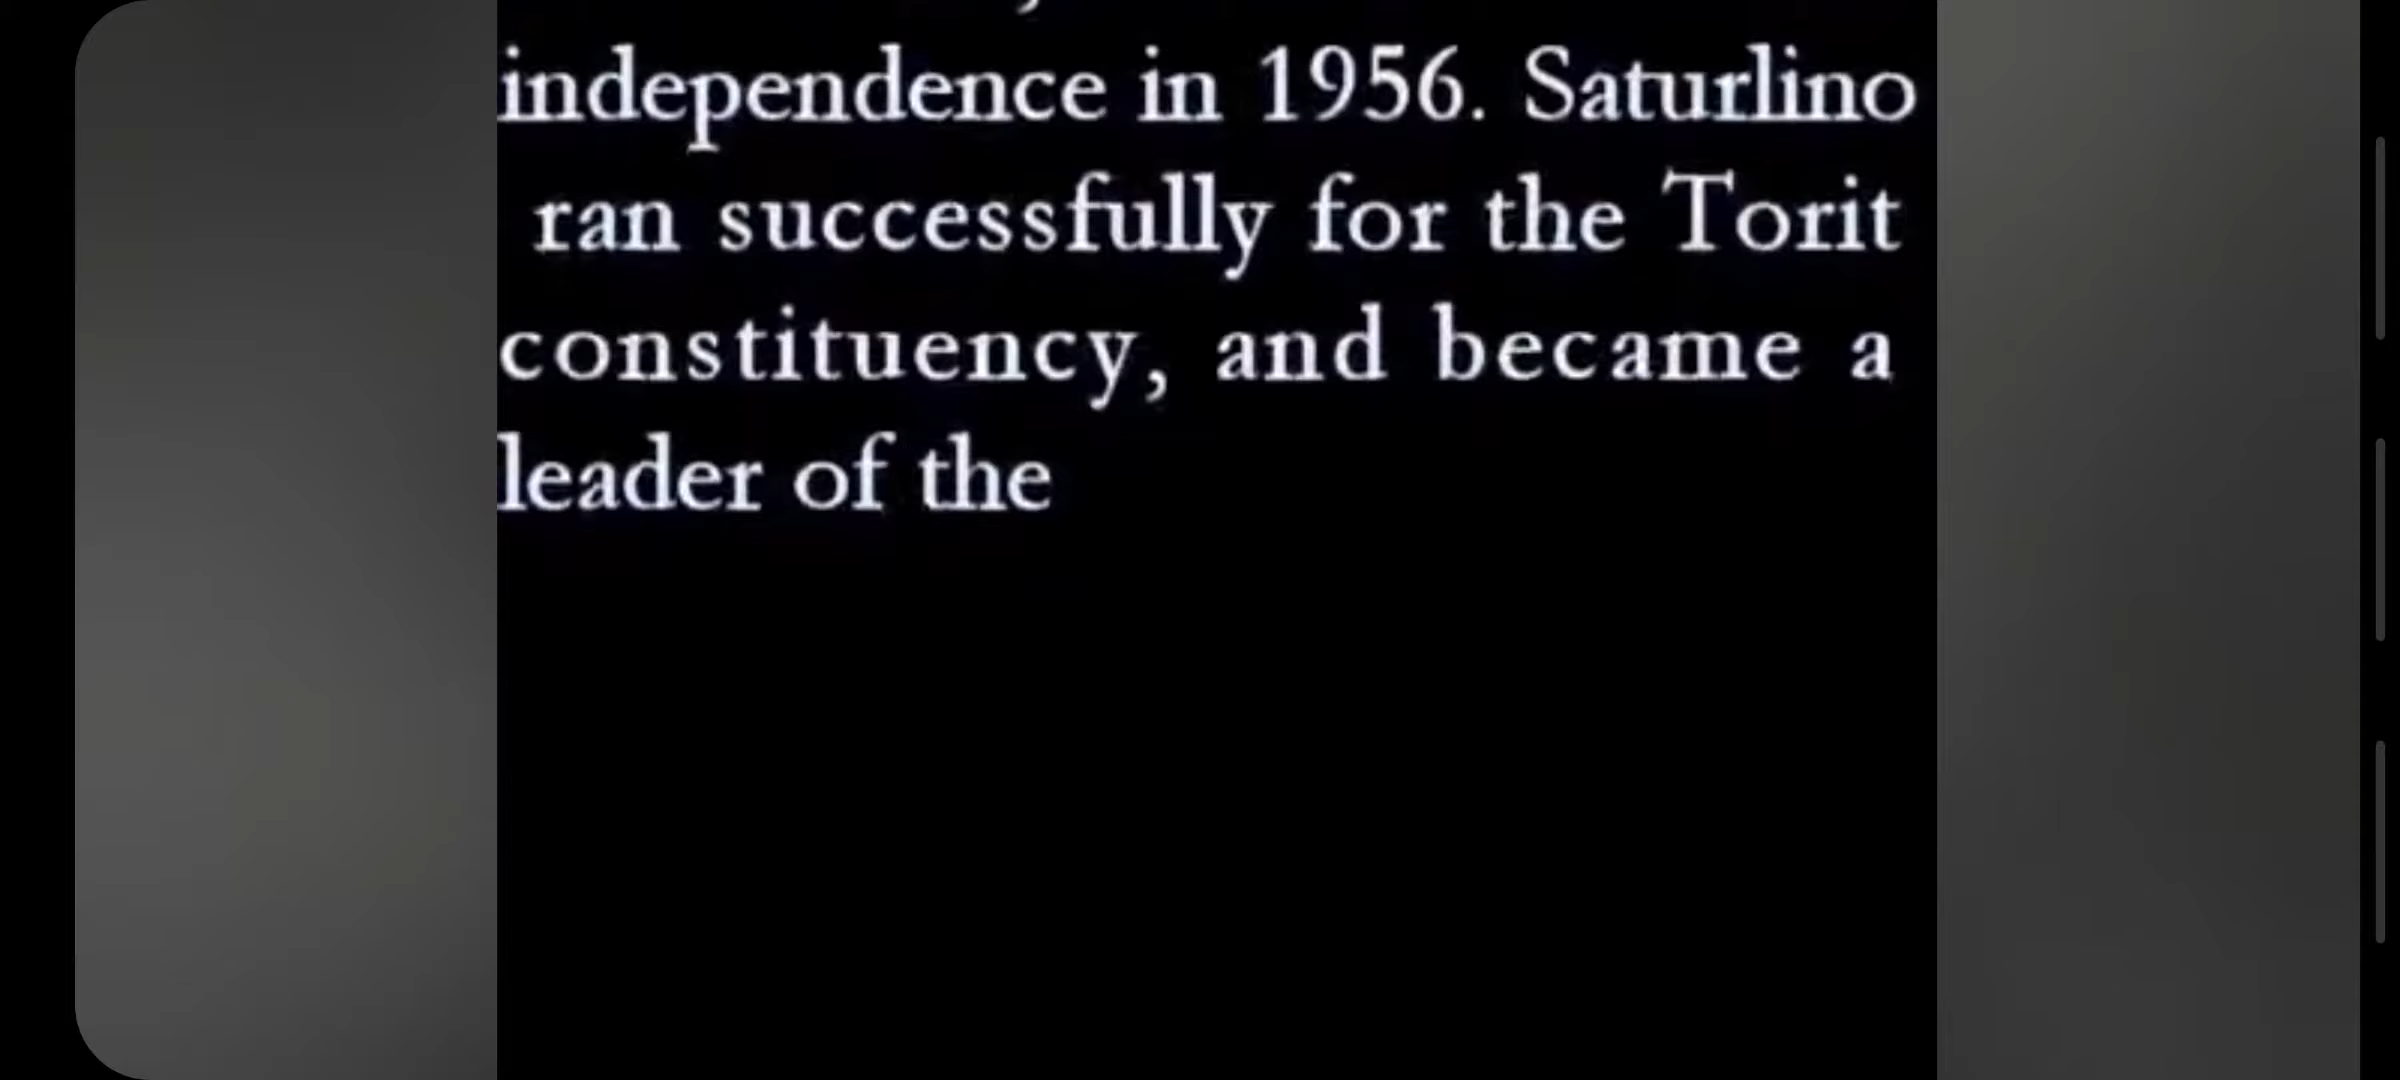 independence in 1956. Saturlino
ran successfully for the Torit
constituency, and became a
leader of the